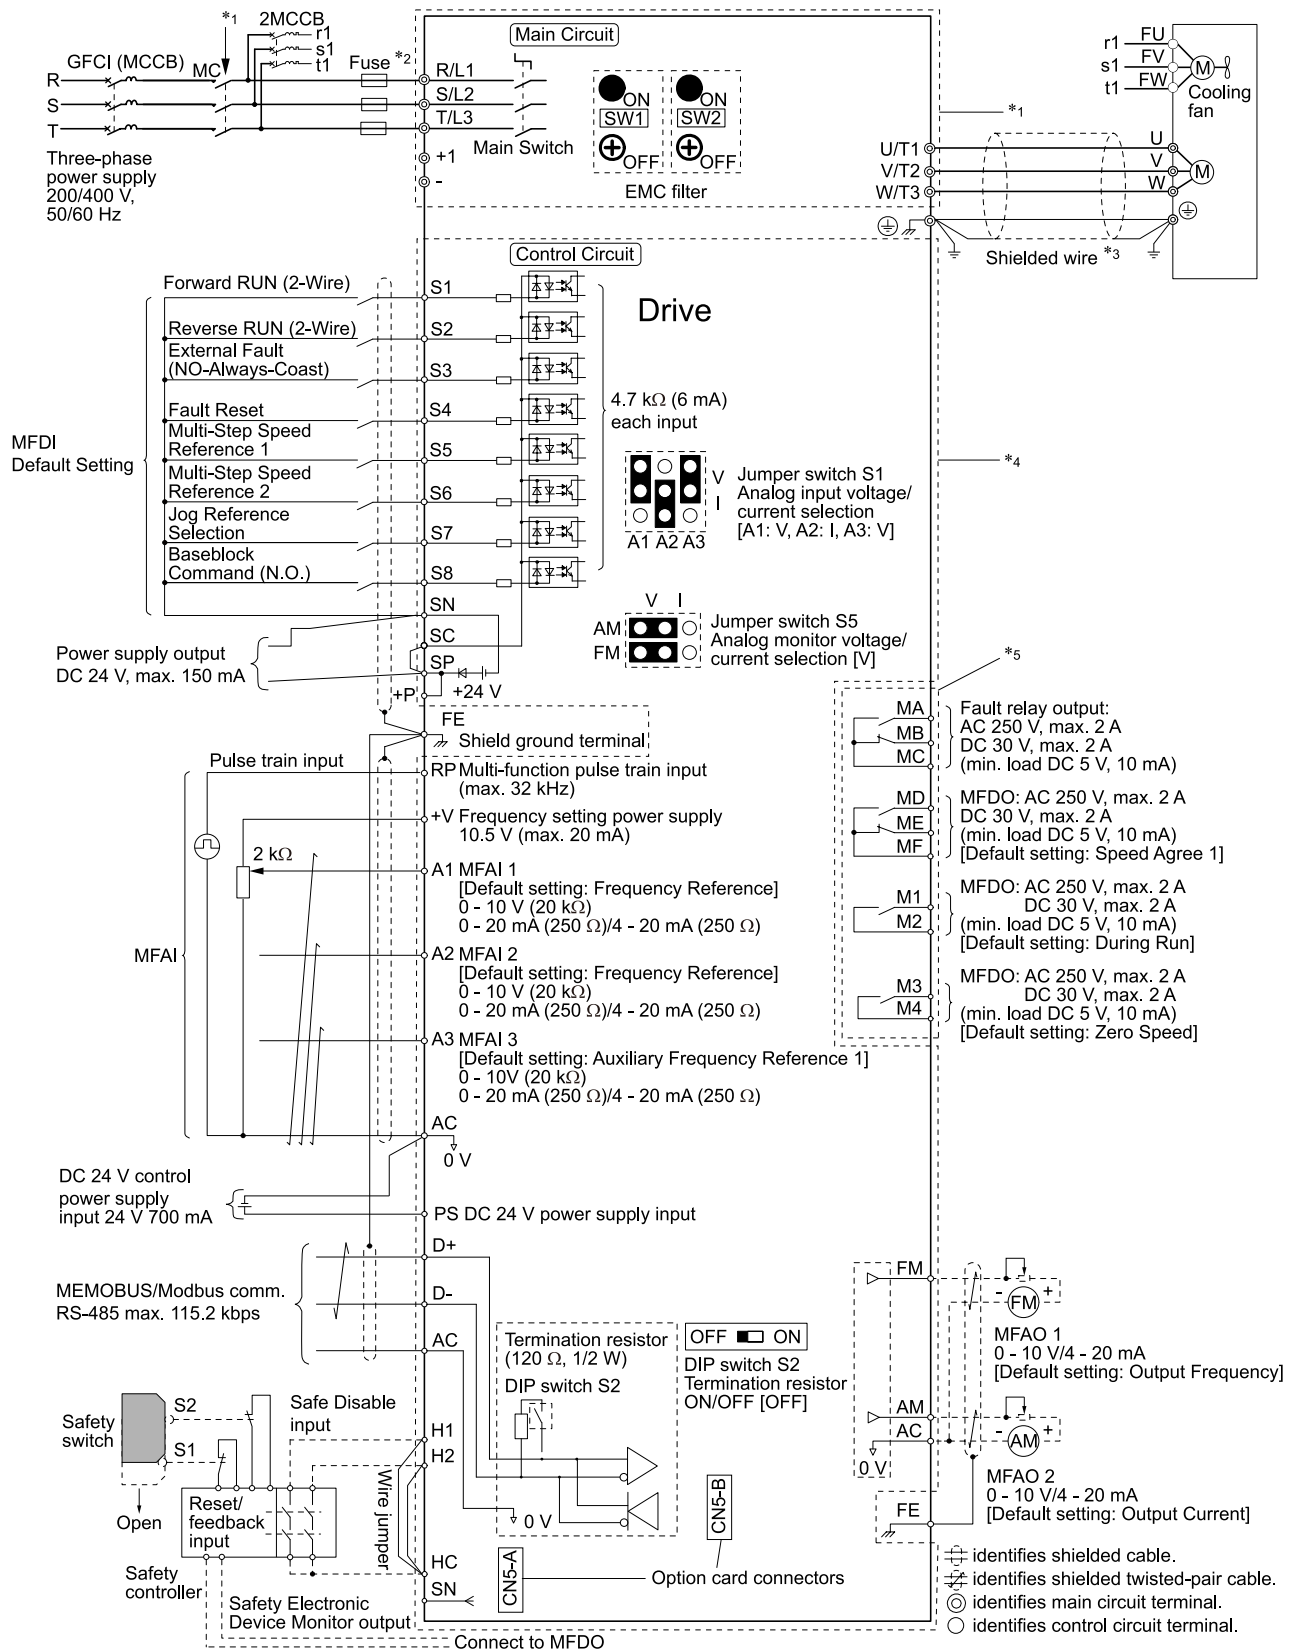 *1
2MCCB
r1
s1
t1
GFCI (MCCB)
MC
Fuse *2
R
S
T
Three-phase
power supply
200/400 V,
50/60 Hz
R/L1
S/L2
T/L3
+1
-
Main Circuit
Main Switch
ON
SW1
OFF
ON
SW2
OFF
EMC filter
*1
r1
s1
t1
FU
FV
FW
M
Cooling
fan
U/T1
V/T2
W/T3
U
V
W
M
Shielded wire *3
Control Circuit
Drive
MFDI
Default Setting
Forward RUN (2-Wire)
Reverse RUN (2-Wire)
External Fault
(NO-Always-Coast)
Fault Reset
Multi-Step Speed
Reference 1
Multi-Step Speed
Reference 2
Jog Reference
Selection
Baseblock
Command (N.O.)
S1
S2
S3
S4
S5
S6
S7
S8
SN
SC
SP
+P
+24 V
4.7 kΩ (6 mA)
each input
V
I
A1 A2 A3
Jumper switch S1
Analog input voltage/
current selection
[A1: V, A2: I, A3: V]
*4
V I
AM
FM
Jumper switch S5
Analog monitor voltage/
current selection [V]
*5
Power supply output
DC 24 V, max. 150 mA
FE
Shield ground terminal
MA
MB
MC
Fault relay output:
AC 250 V, max. 2 A
DC 30 V, max. 2 A
(min. load DC 5 V, 10 mA)
MD
ME
MF
MFDO: AC 250 V, max. 2 A
DC 30 V, max. 2 A
(min. load DC 5 V, 10 mA)
[Default setting: Speed Agree 1]
M1
M2
MFDO: AC 250 V, max. 2 A
DC 30 V, max. 2 A
(min. load DC 5 V, 10 mA)
[Default setting: During Run]
M3
M4
MFDO: AC 250 V, max. 2 A
DC 30 V, max. 2 A
(min. load DC 5 V, 10 mA)
[Default setting: Zero Speed]
MFAI
Pulse train input
2 kΩ
RP Multi-function pulse train input
(max. 32 kHz)
+V Frequency setting power supply
10.5 V (max. 20 mA)
A1 MFAI 1
[Default setting: Frequency Reference]
0 - 10 V (20 kΩ)
0 - 20 mA (250 Ω)/4 - 20 mA (250 Ω)
A2 MFAI 2
[Default setting: Frequency Reference]
0 - 10 V (20 kΩ)
0 - 20 mA (250 Ω)/4 - 20 mA (250 Ω)
A3 MFAI 3
[Default setting: Auxiliary Frequency Reference 1]
0 - 10V (20 kΩ)
0 - 20 mA (250 Ω)/4 - 20 mA (250 Ω)
AC
0 V
DC 24 V control
power supply
input 24 V 700 mA
PS DC 24 V power supply input
MEMOBUS/Modbus comm.
RS-485 max. 115.2 kbps
D+
D-
AC
Termination resistor
(120 Ω, 1/2 W)
DIP switch S2
0 V
OFF ON
DIP switch S2
Termination resistor
ON/OFF [OFF]
FM
- FM +
MFAO 1
0 - 10 V/4 - 20 mA
[Default setting: Output Frequency]
AM
AC
0 V
- AM +
MFAO 2
0 - 10 V/4 - 20 mA
[Default setting: Output Current]
FE
Safety
switch
S2
S1
Open
Safe Disable
input
Reset/
feedback
input
Safety
controller
Safety Electronic
Device Monitor output
Wire jumper
H1
H2
HC
SN
CN5-A
CN5-B
Option card connectors
Connect to MFDO
identifies shielded cable.
identifies shielded twisted-pair cable.
identifies main circuit terminal.
identifies control circuit terminal.